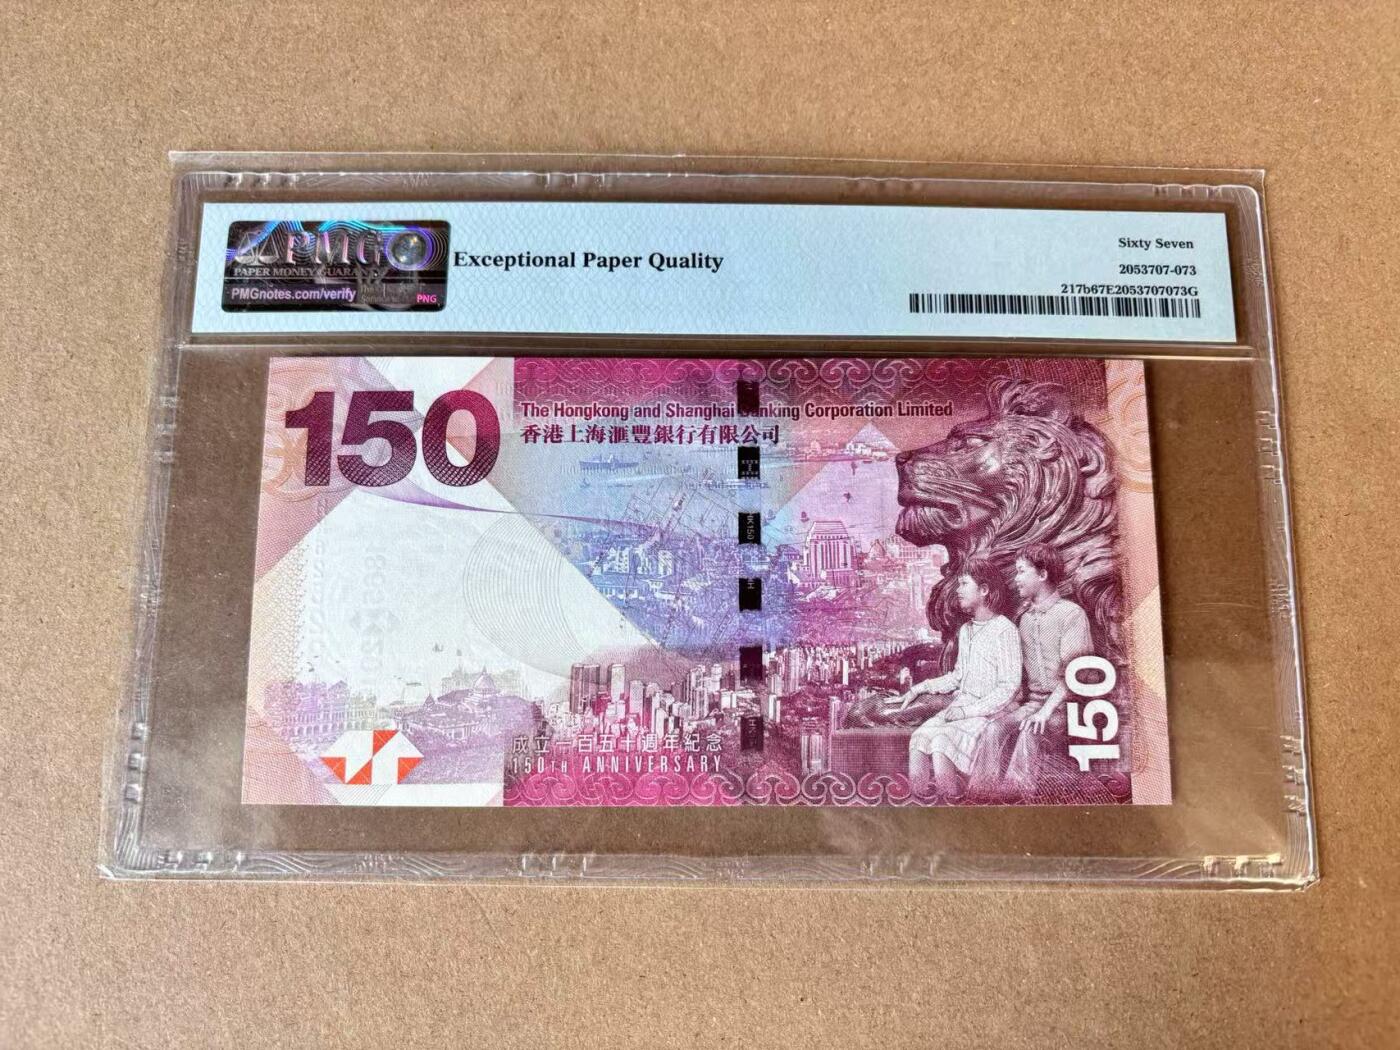 PMG
PAPER MONEY GUARANTY
PMGnotes.com/verify
PNG
Exceptional Paper Quality
Sixty Seven
2053707-073
217b67E2053707073G
150
The Hongkong and Shanghai Banking Corporation Limited
香港上海滙豐銀行有限公司
HK150
成立一百五十週年紀念
150TH ANNIVERSARY
150